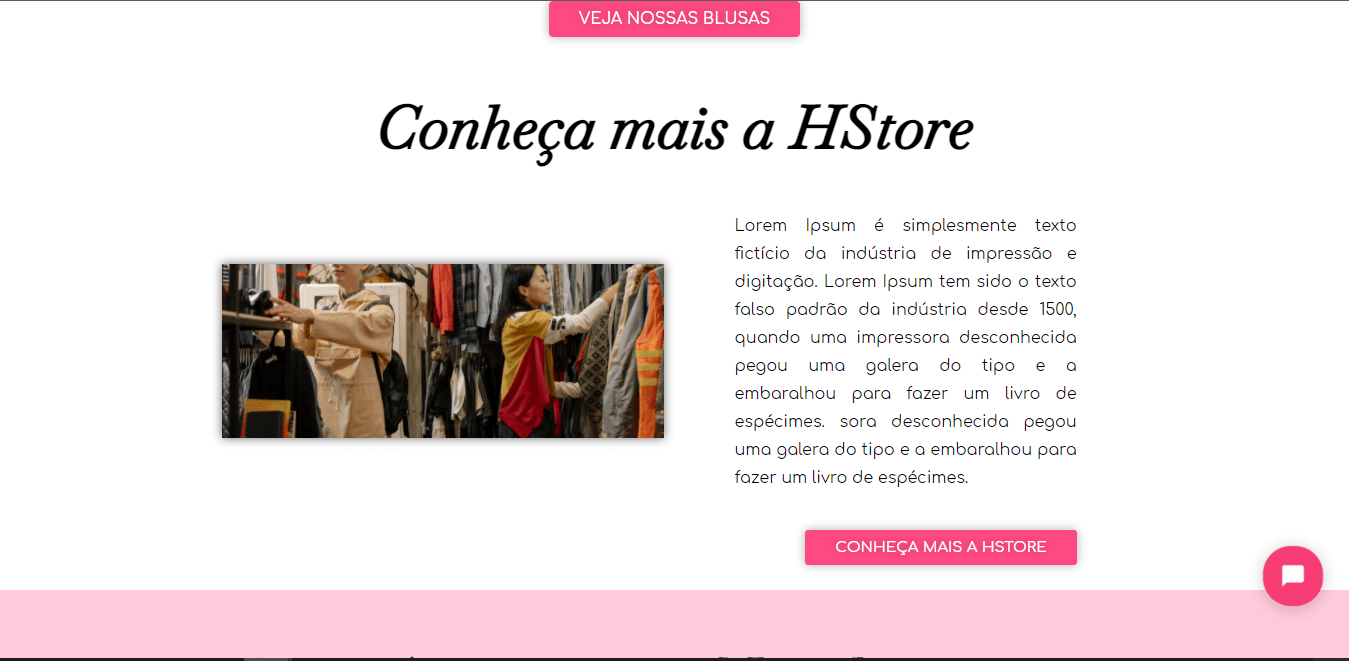 VEJA NOSSAS BLUSAS
Conheça mais a HStore
Lorem Ipsum é simplesmente texto
fictício da indústria de impressão e
digitação. Lorem Ipsum tem sido o texto
falso padrão da indústria desde 1500,
quando uma impressora desconhecida
pegou uma galera do tipo e a
embaralhou para fazer um livro de
espécimes. sora desconhecida pegou
uma galera do tipo e a embaralhou para
fazer um livro de espécimes.
CONHEÇA MAIS A HSTORE